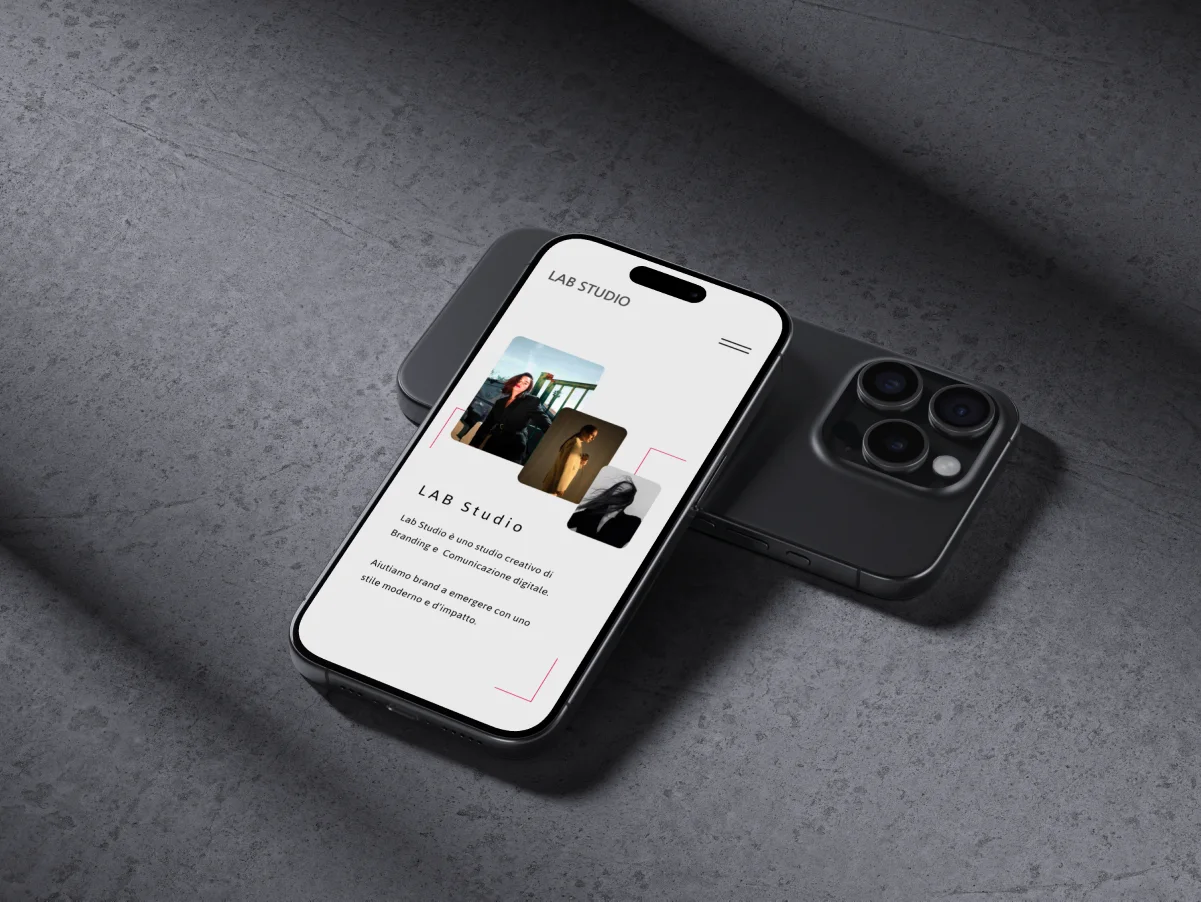 LAB STUDIO
LAB Studio
Lab Studio è uno studio creativo di
Branding e Comunicazione digitale.
Aiutiamo brand a emergere con uno
stile moderno e d'impatto.